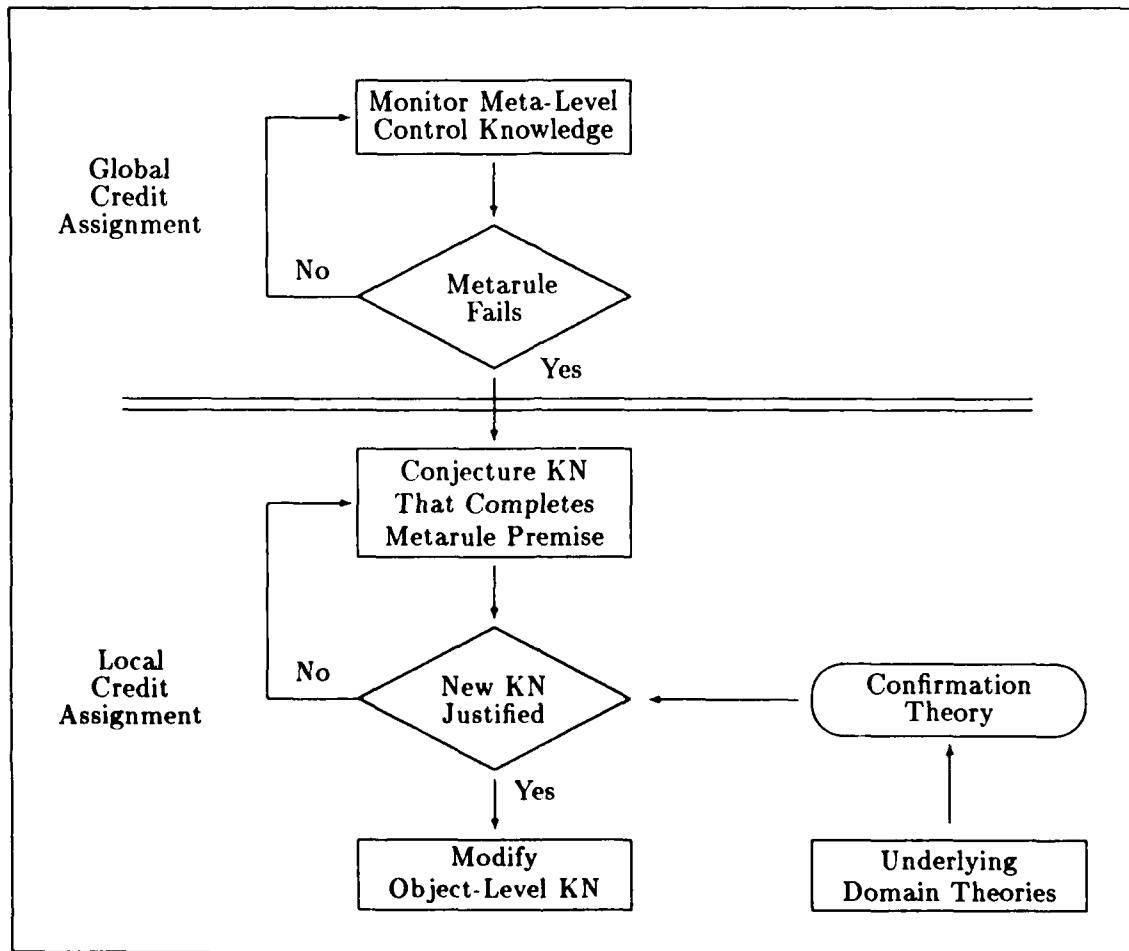 Monitor Meta-Level
Control Knowledge
Global
Credit
Assignment
No
Metarule
Fails
Yes
Conjecture KN
That Completes
Metarule Premise
Local
Credit
Assignment
No
New KN
Justified
Confirmation
Theory
Yes
Modify
Object-Level KN
Underlying
Domain Theories